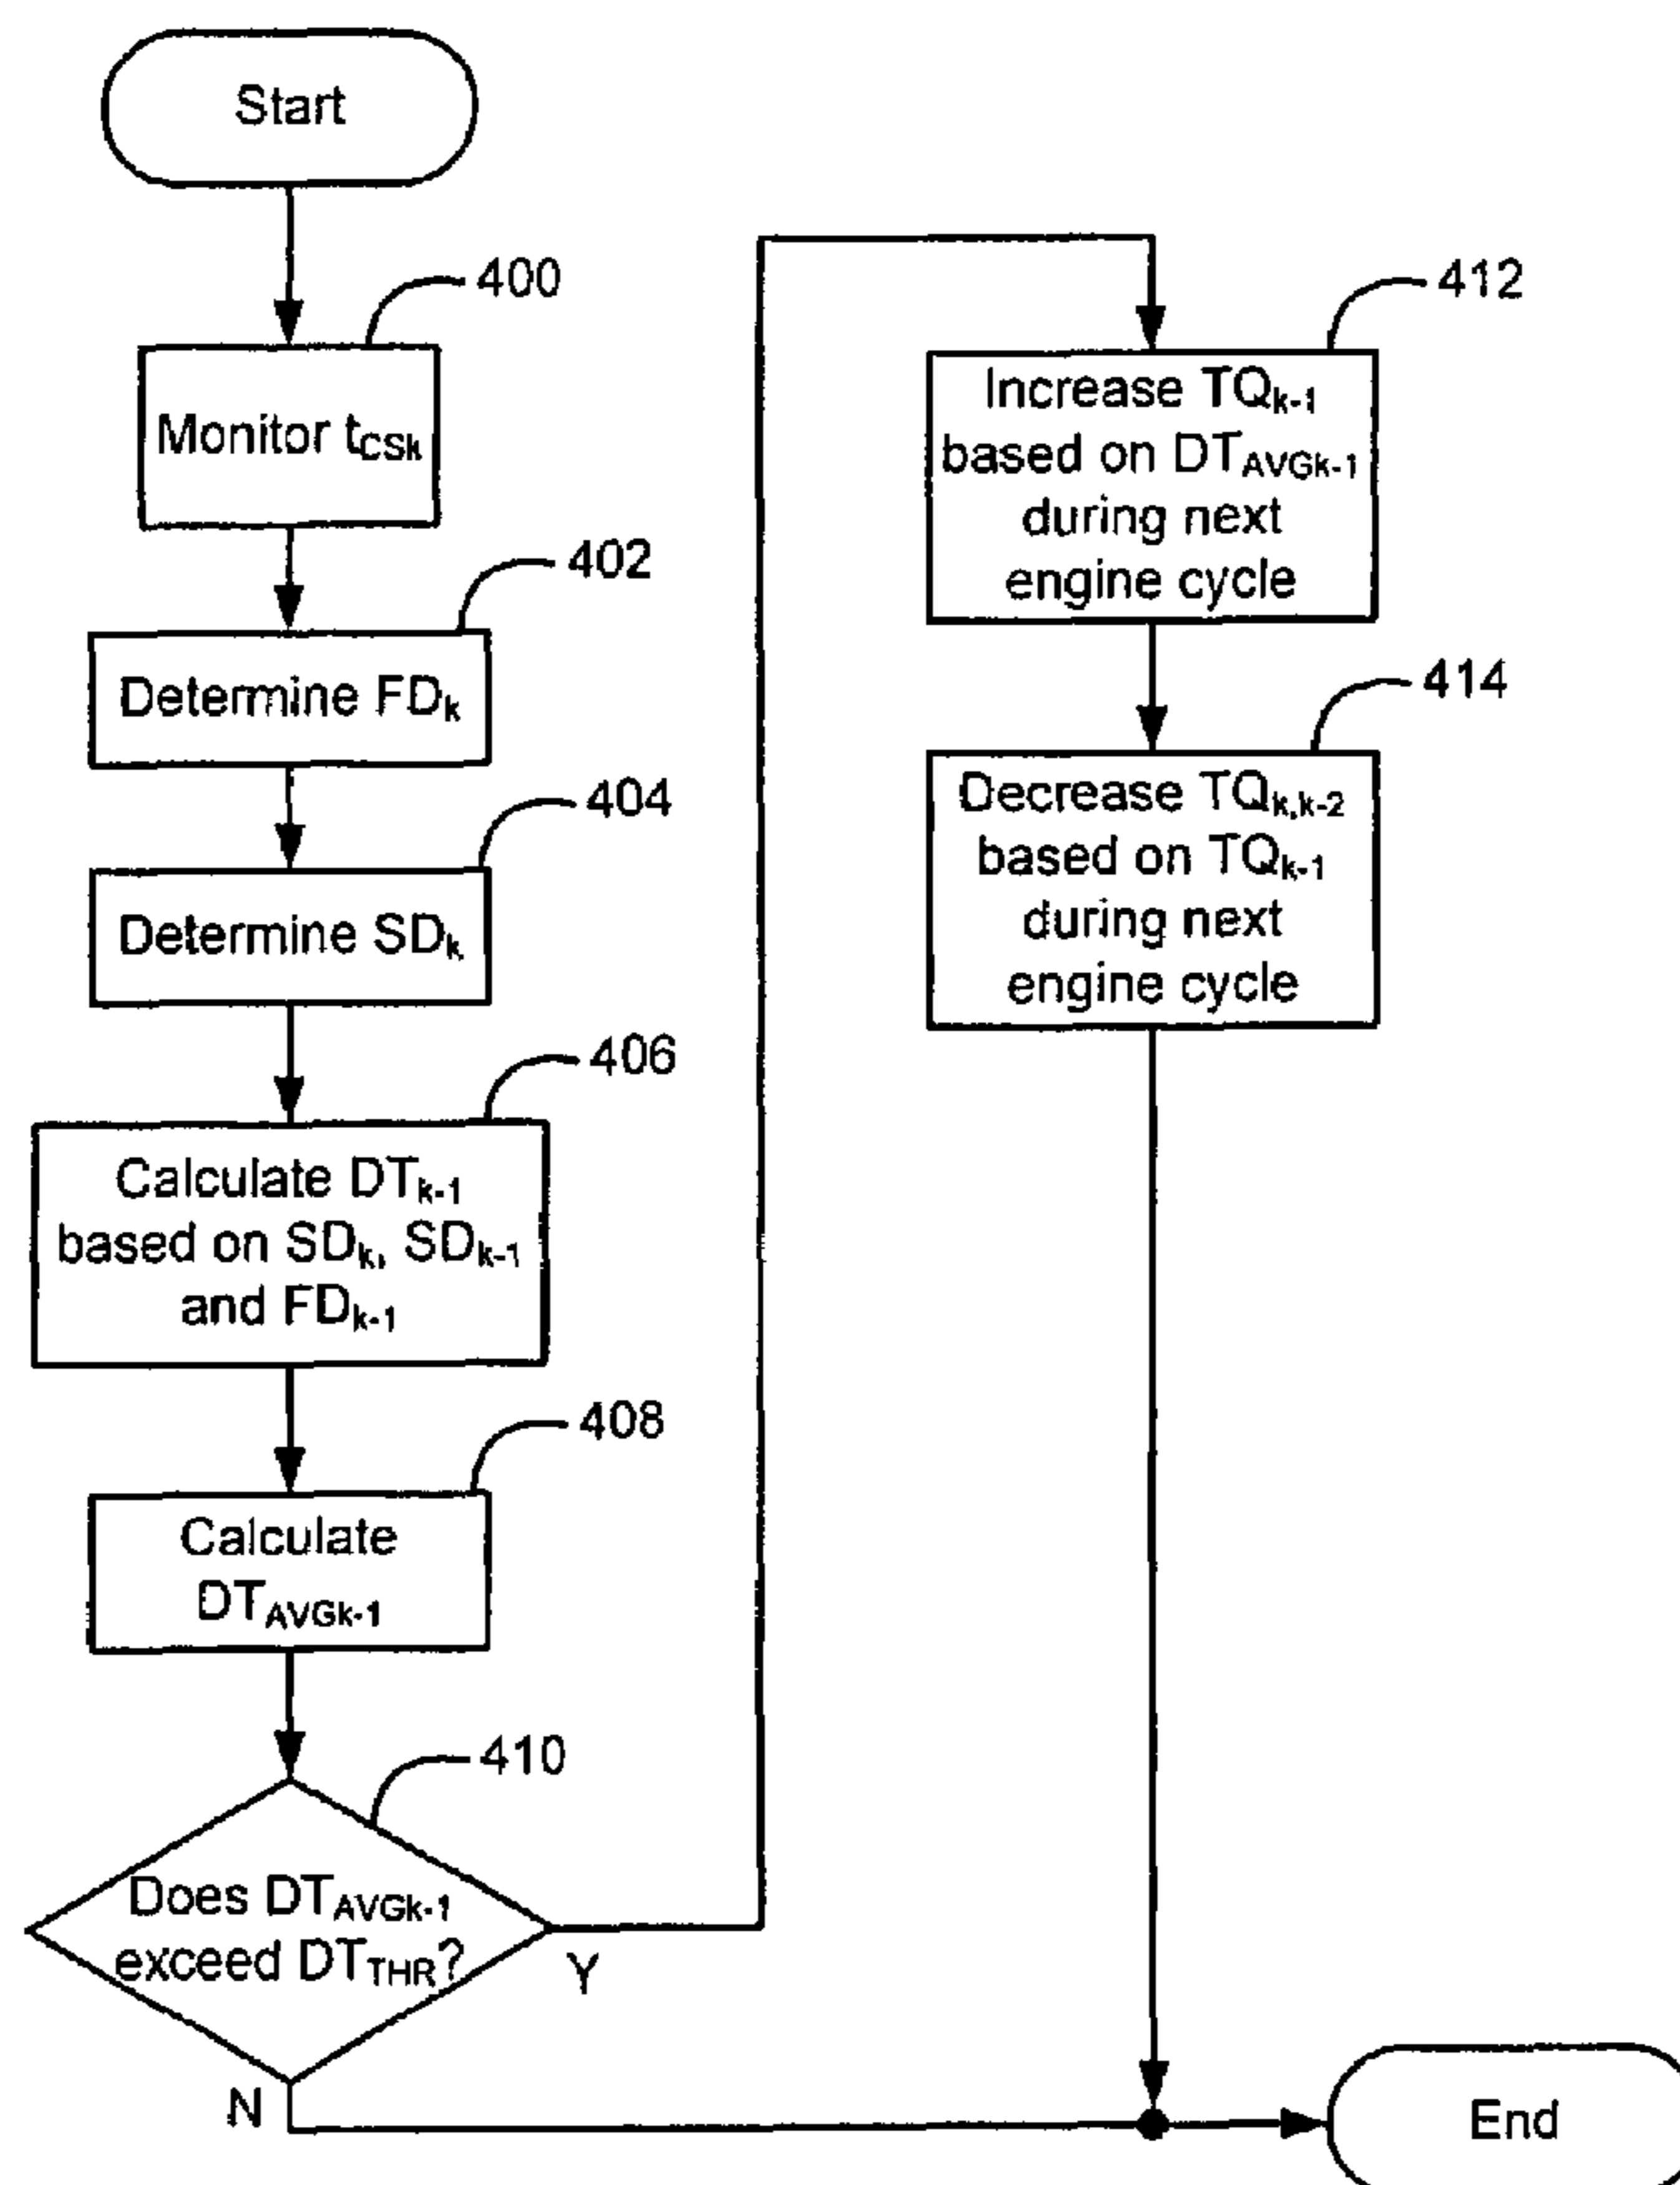 Start
400
Monitor tCSk
402
Determine FDk
404
Determine SDk
406
Calculate DTk-1
based on SDk, SDk-1
and FDk-1
408
Calculate
DTAVGk-1
410
Does DTAVGk-1
exceed DTTHR?
Y
N
412
Increase TQk-1
based on DTAVGk-1
during next
engine cycle
414
Decrease TQk,k-2
based on TQk-1
during next
engine cycle
End